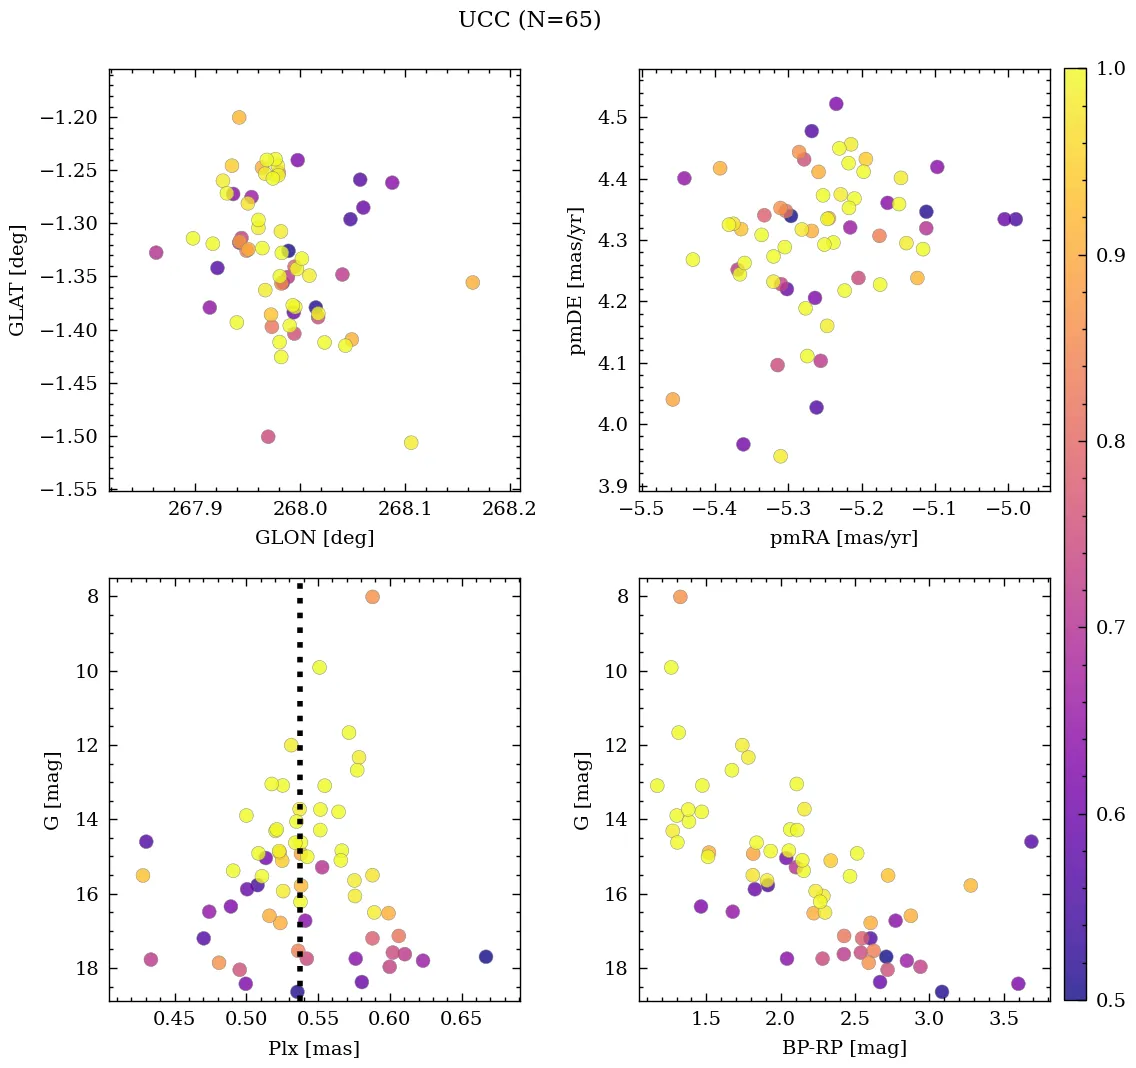 UCC (N=65)
−1.20
−1.25
−1.30
−1.35
−1.40
−1.45
−1.50
−1.55
GLAT [deg]
267.9 268.0 268.1 268.2
GLON [deg]
4.5
4.4
4.3
4.2
4.1
4.0
3.9
pmDE [mas/yr]
−5.5 −5.4 −5.3 −5.2 −5.1 −5.0
pmRA [mas/yr]
8
10
12
14
16
18
G [mag]
0.45 0.50 0.55 0.60 0.65
Plx [mas]
8
10
12
14
16
18
G [mag]
1.5 2.0 2.5 3.0 3.5
BP-RP [mag]
1.0
0.9
0.8
0.7
0.6
0.5